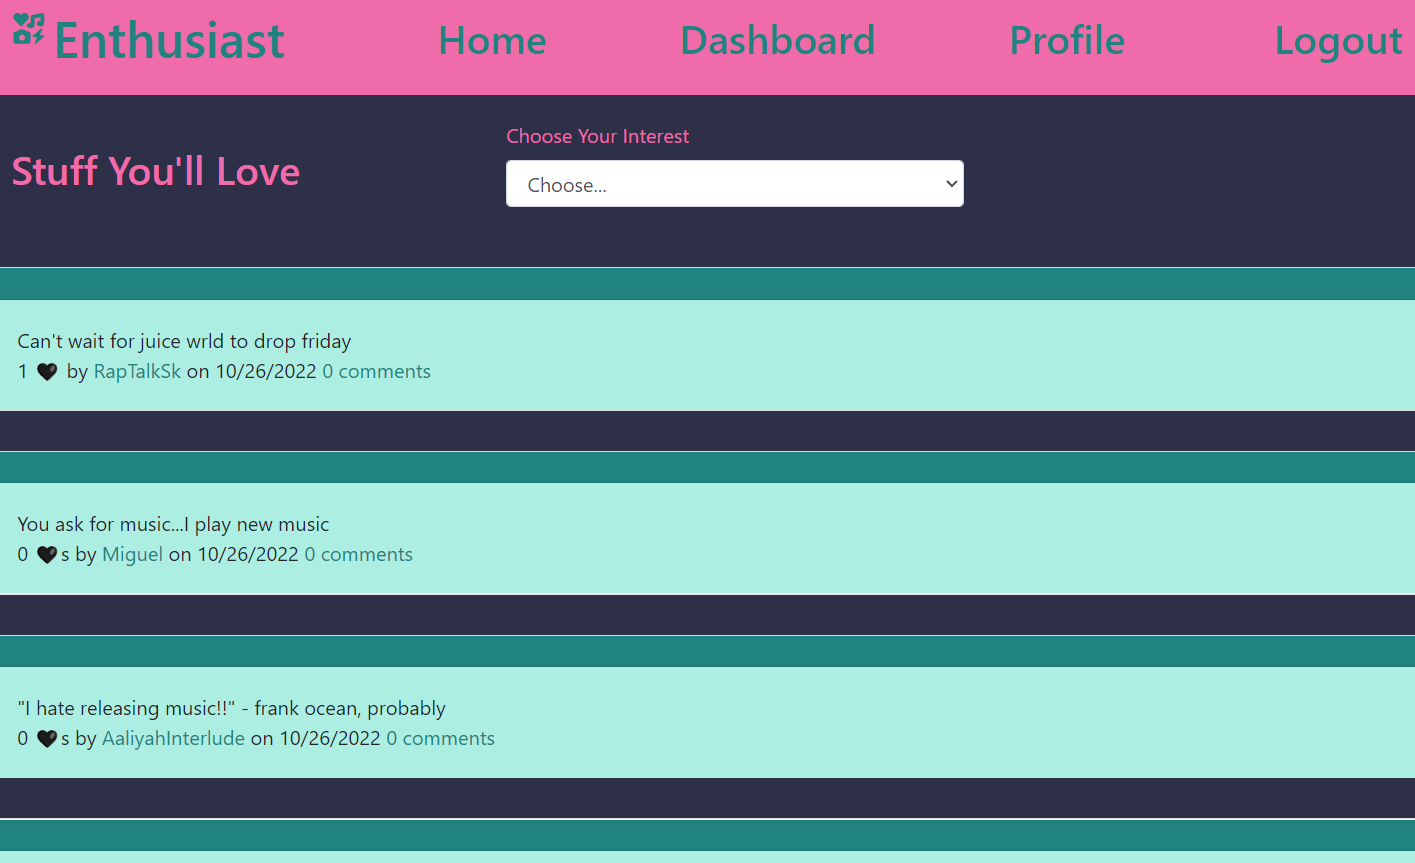 Enthusiast Home Dashboard Profile Logout
Stuff You'll Love
Choose Your Interest
Choose...
Can't wait for juice wrld to drop friday
1 🖤 by RapTalkSk on 10/26/2022 0 comments
You ask for music...I play new music
0 🖤s by Miguel on 10/26/2022 0 comments
"I hate releasing music!!" - frank ocean, probably
0 🖤s by AaliyahInterlude on 10/26/2022 0 comments